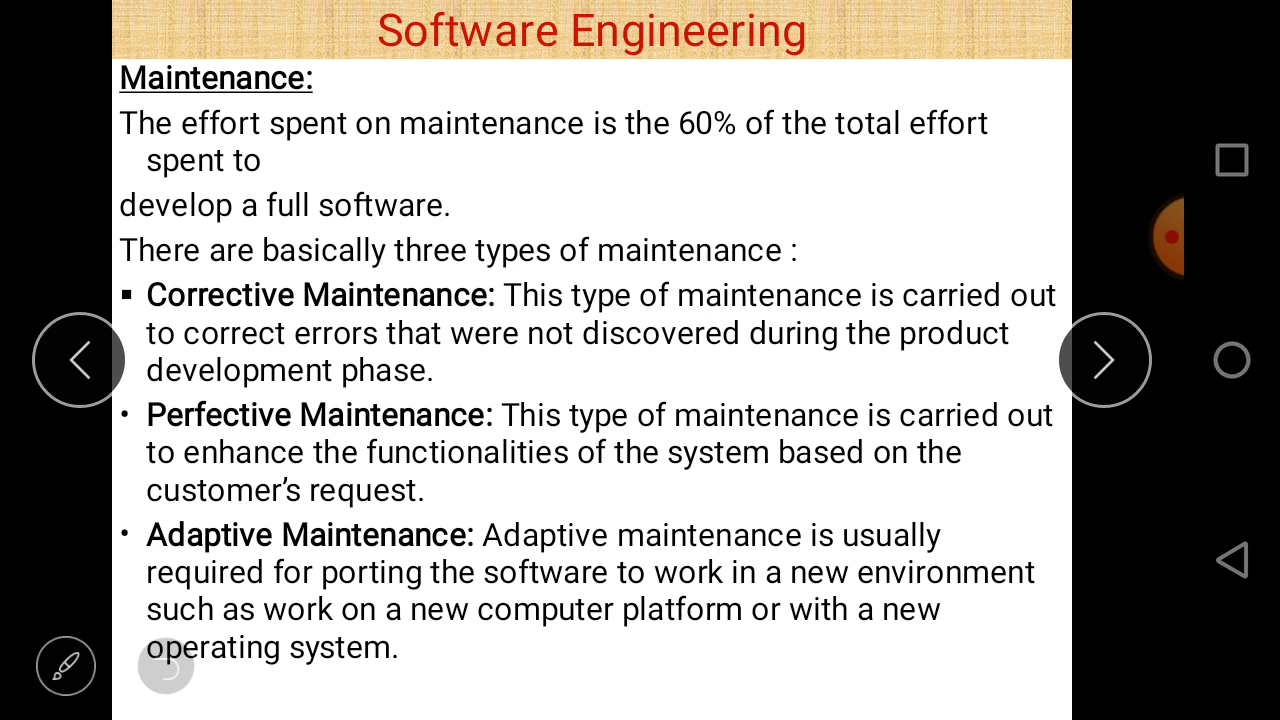 Software Engineering
Maintenance:
The effort spent on maintenance is the 60% of the total effort
spent to
develop a full software.
There are basically three types of maintenance :
▪ Corrective Maintenance: This type of maintenance is carried out
to correct errors that were not discovered during the product
development phase.
• Perfective Maintenance: This type of maintenance is carried out
to enhance the functionalities of the system based on the
customer’s request.
• Adaptive Maintenance: Adaptive maintenance is usually
required for porting the software to work in a new environment
such as work on a new computer platform or with a new
operating system.